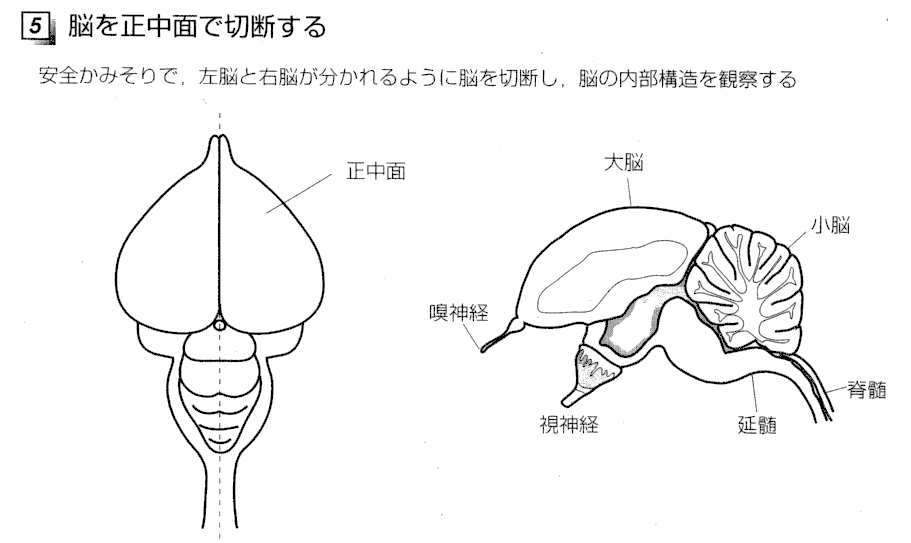 5 脳を正中面で切断する
安全かみそりで，左脳と右脳が分かれるように脳を切断し，脳の内部構造を観察する
正中面
大脳
小脳
嗅神経
脊髄
視神経
延髄